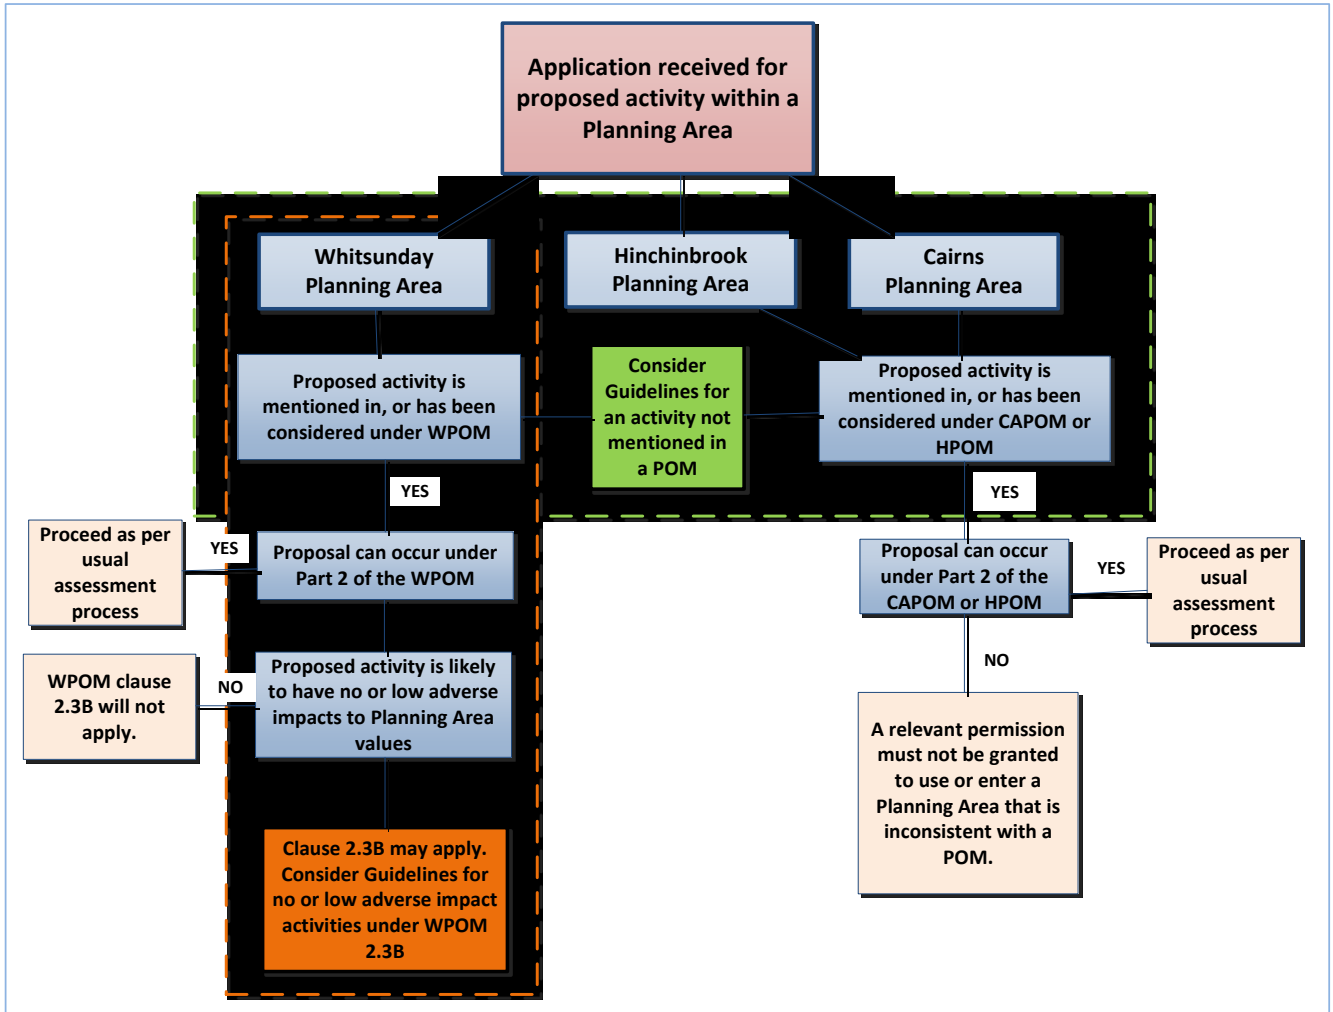 Application received for
proposed activity within a
Planning Area
Whitsunday
Planning Area
Hinchinbrook
Planning Area
Cairns
Planning Area
Proposed activity is
mentioned in, or has been
considered under WPOM
Consider
Guidelines for
an activity not
mentioned in
a POM
Proposed activity is
mentioned in, or has been
considered under CAPOM or
HPOM
YES
YES
Proceed as per
usual
assessment
process
YES
Proposal can occur under
Part 2 of the WPOM
Proposal can occur
under Part 2 of the
CAPOM or HPOM
YES
Proceed as per
usual
assessment
process
WPOM clause
2.3B will not
apply.
NO
Proposed activity is likely
to have no or low adverse
impacts to Planning Area
values
NO
A relevant permission
must not be granted
to use or enter a
Planning Area that is
inconsistent with a
POM.
Clause 2.3B may apply.
Consider Guidelines for
no or low adverse impact
activities under WPOM
2.3B